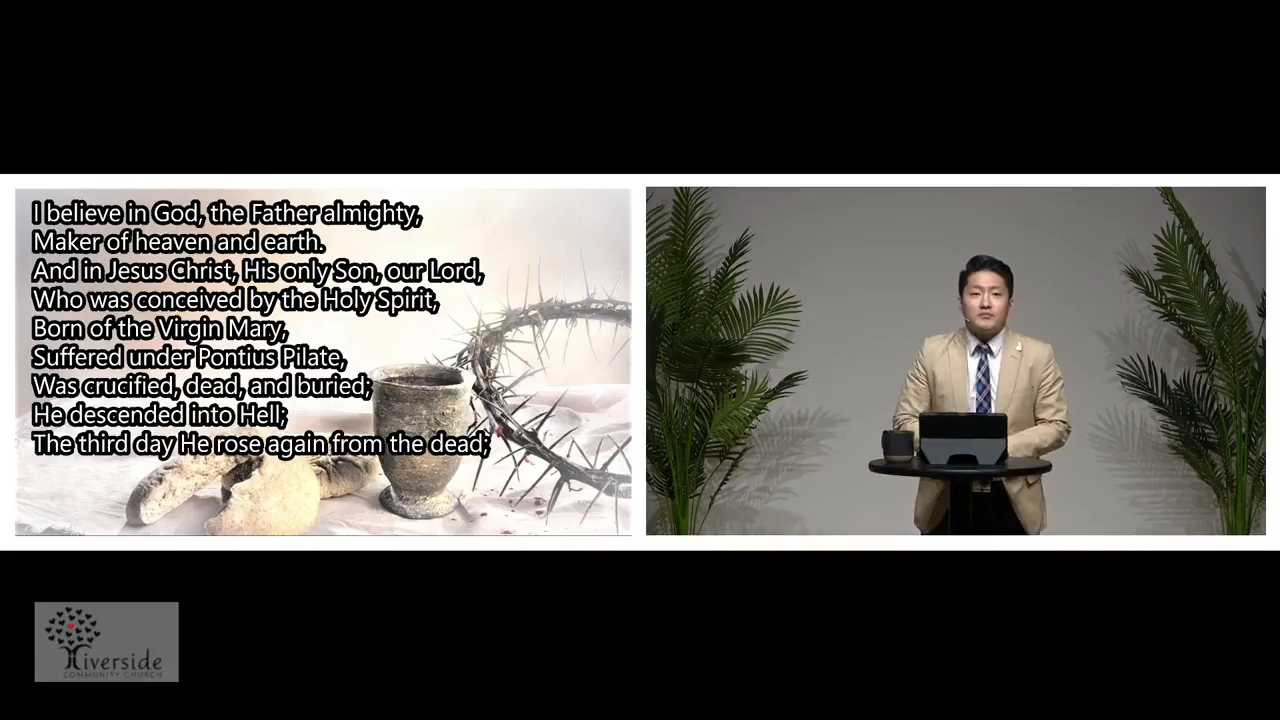 I believe in God, the Father almighty,
Maker of heaven and earth.
And in Jesus Christ, His only Son, our Lord,
Who was conceived by the Holy Spirit,
Born of the Virgin Mary,
Suffered under Pontius Pilate,
Was crucified, dead, and buried;
He descended into Hell;
The third day He rose again from the dead;
Riverside
COMMUNITY CHURCH